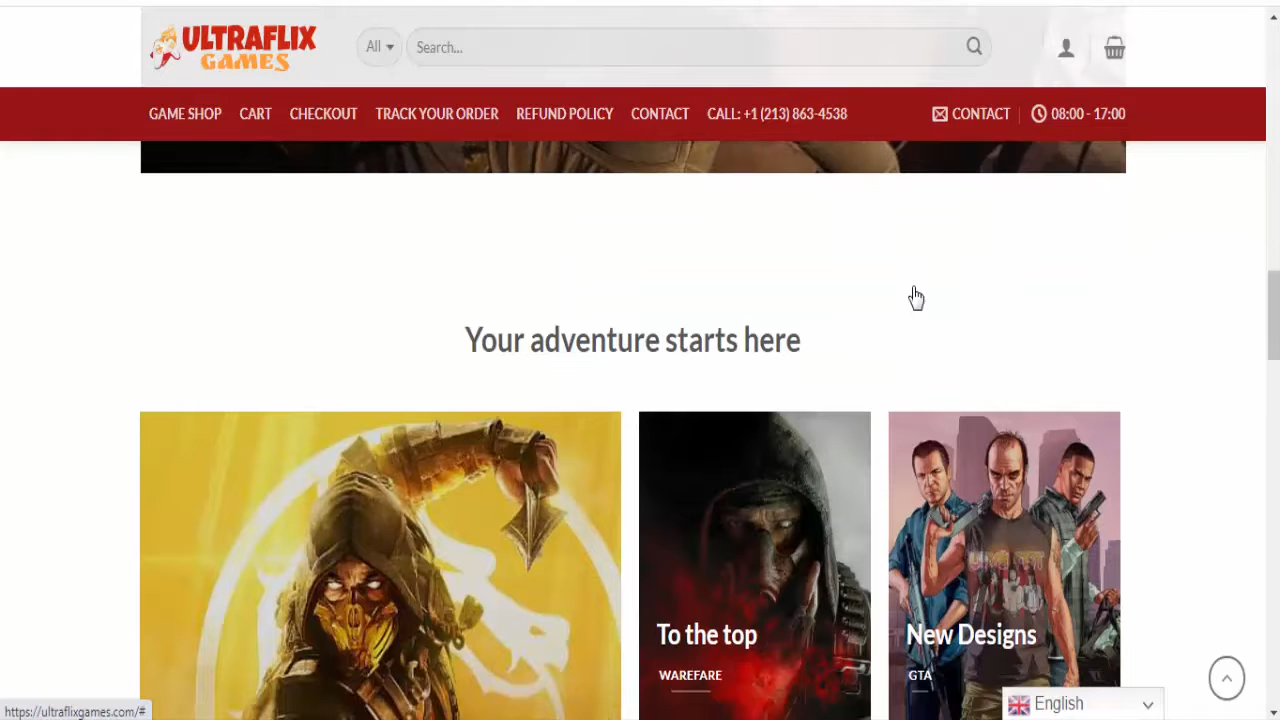 ULTRAFLIX
GAMES
All
Search...
GAME SHOP CART CHECKOUT TRACK YOUR ORDER REFUND POLICY CONTACT CALL: +1 (213) 863-4538 CONTACT 08:00 - 17:00
Your adventure starts here
To the top
WAREFARE
New Designs
GTA
English
https://ultraflixgames.com/#